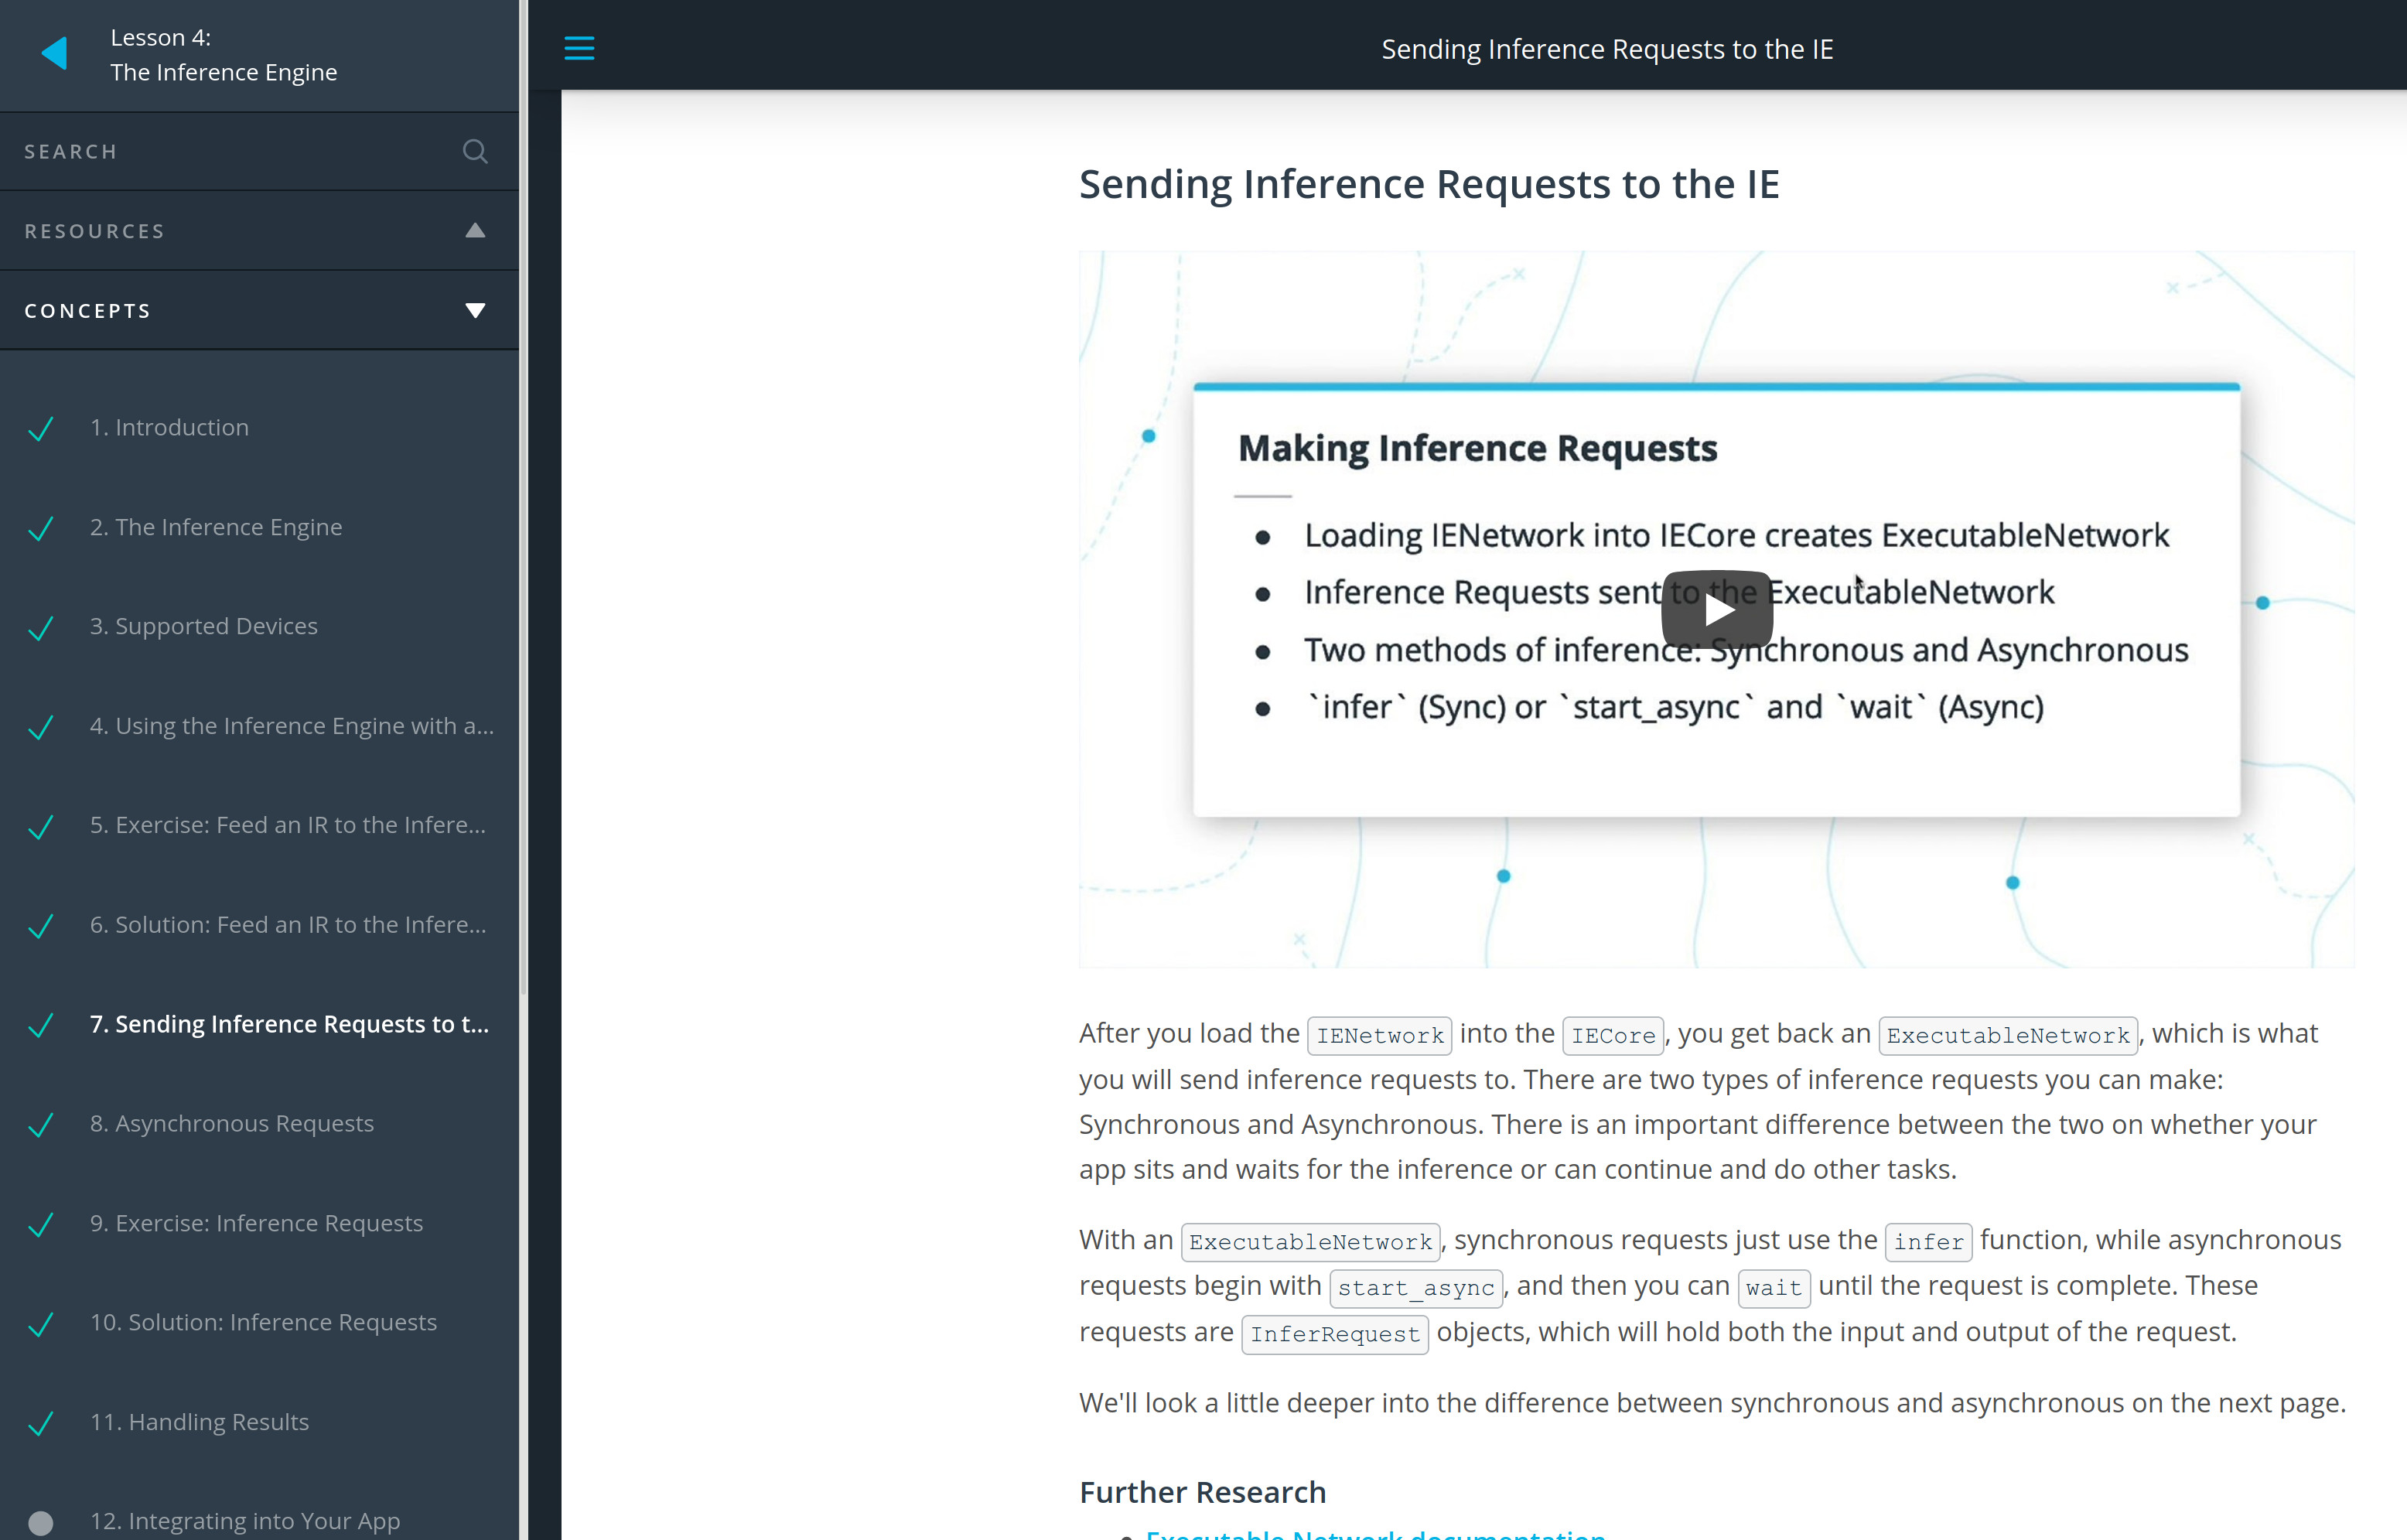 Lesson 4:
The Inference Engine
SEARCH
RESOURCES
CONCEPTS
1. Introduction
2. The Inference Engine
3. Supported Devices
4. Using the Inference Engine with a...
5. Exercise: Feed an IR to the Infere...
6. Solution: Feed an IR to the Infere...
7. Sending Inference Requests to t...
8. Asynchronous Requests
9. Exercise: Inference Requests
10. Solution: Inference Requests
11. Handling Results
12. Integrating into Your App
Sending Inference Requests to the IE
Sending Inference Requests to the IE
Making Inference Requests
● Loading IENetwork into IECore creates ExecutableNetwork
● Inference Requests sent to the ExecutableNetwork
● Two methods of inference: Synchronous and Asynchronous
● `infer` (Sync) or `start_async` and `wait` (Async)
After you load the IENetwork into the IECore, you get back an ExecutableNetwork, which is what
you will send inference requests to. There are two types of inference requests you can make:
Synchronous and Asynchronous. There is an important difference between the two on whether your
app sits and waits for the inference or can continue and do other tasks.
With an ExecutableNetwork, synchronous requests just use the infer function, while asynchronous
requests begin with start_async, and then you can wait until the request is complete. These
requests are InferRequest objects, which will hold both the input and output of the request.
We'll look a little deeper into the difference between synchronous and asynchronous on the next page.
Further Research
● Executable Network documentation